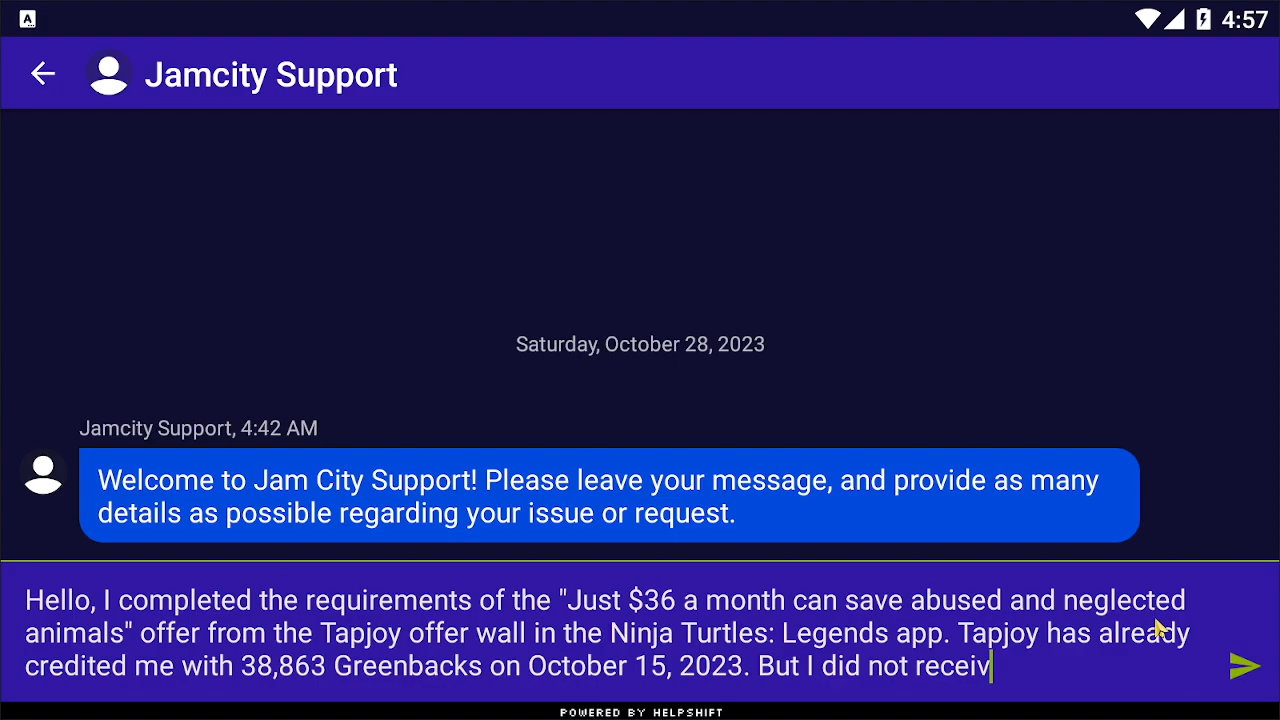 A
4:57
Jamcity Support
Saturday, October 28, 2023
Jamcity Support, 4:42 AM
Welcome to Jam City Support! Please leave your message, and provide as many
details as possible regarding your issue or request.
Hello, I completed the requirements of the "Just $36 a month can save abused and neglected
animals" offer from the Tapjoy offer wall in the Ninja Turtles: Legends app. Tapjoy has already
credited me with 38,863 Greenbacks on October 15, 2023. But I did not receiv
POWERED BY HELPSHIFT